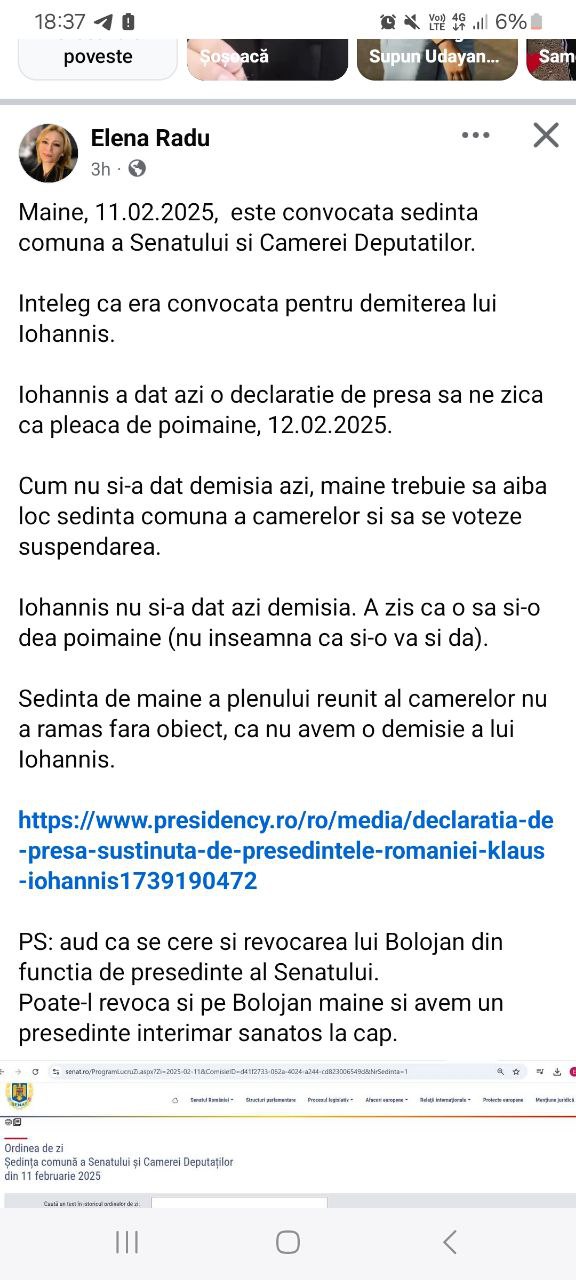 18:37
Vo)) 4G
LTE
6%
poveste
Șoșoacă
Supun Udayan...
Sam
Elena Radu
3h ·
Maine, 11.02.2025, este convocata sedinta
comuna a Senatului si Camerei Deputatilor.
Inteleg ca era convocata pentru demiterea lui
Iohannis.
Iohannis a dat azi o declaratie de presa sa ne zica
ca pleaca de poimaine, 12.02.2025.
Cum nu si-a dat demisia azi, maine trebuie sa aiba
loc sedinta comuna a camerelor si sa se voteze
suspendarea.
Iohannis nu si-a dat azi demisia. A zis ca o sa si-o
dea poimaine (nu inseamna ca si-o va si da).
Sedinta de maine a plenului reunit al camerelor nu
a ramas fara obiect, ca nu avem o demisie a lui
Iohannis.
https://www.presidency.ro/ro/media/declaratia-de
-presa-sustinuta-de-presedintele-romaniei-klaus
-iohannis1739190472
PS: aud ca se cere si revocarea lui Bolojan din
functia de presedinte al Senatului.
Poate-l revoca si pe Bolojan maine si avem un
presedinte interimar sanatos la cap.
senat.ro/ProgramLucruZi.aspx?Zi=2025-02-11&ComisieID=d41f2733-052a-4024-a244-cd823006549d&NrSedinta=1
Senatul României Structuri parlamentare Procesul legislativ Afaceri europene Relații internaționale Proiecte europene Mențiune juridică
Ordinea de zi
Ședința comună a Senatului și Camerei Deputaților
din 11 februarie 2025
Caută un text în istoricul ordinelor de zi: